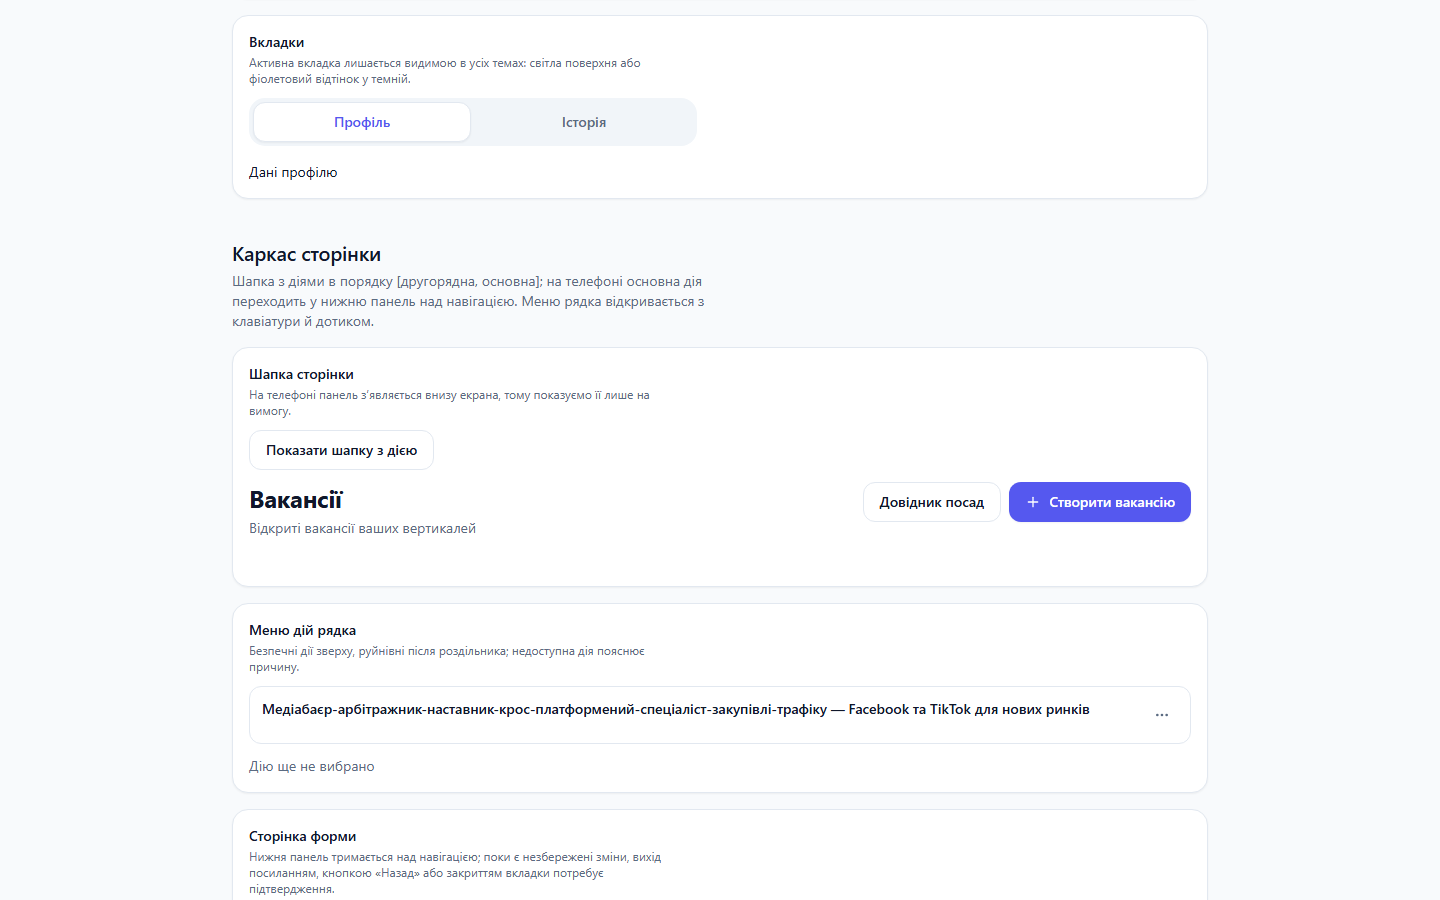 Вкладки
Активна вкладка лишається видимою в усіх темах: світла поверхня або
фіолетовий відтінок у темній.
Профіль
Історія
Дані профілю
Каркас сторінки
Шапка з діями в порядку [другорядна, основна]; на телефоні основна дія
переходить у нижню панель над навігацією. Меню рядка відкривається з
клавіатури й дотиком.
Шапка сторінки
На телефоні панель зʼявляється внизу екрана, тому показуємо її лише на
вимогу.
Показати шапку з дією
Вакансії
Довідник посад
+ Створити вакансію
Відкриті вакансії ваших вертикалей
Меню дій рядка
Безпечні дії зверху, руйнівні після роздільника; недоступна дія пояснює
причину.
Медіабаєр-арбітражник-наставник-крос-платформений-спеціаліст-закупівлі-трафіку — Facebook та TikTok для нових ринків
Дію ще не вибрано
Сторінка форми
Нижня панель тримається над навігацією; поки є незбережені зміни, вихід
посиланням, кнопкою «Назад» або закриттям вкладки потребує
підтвердження.